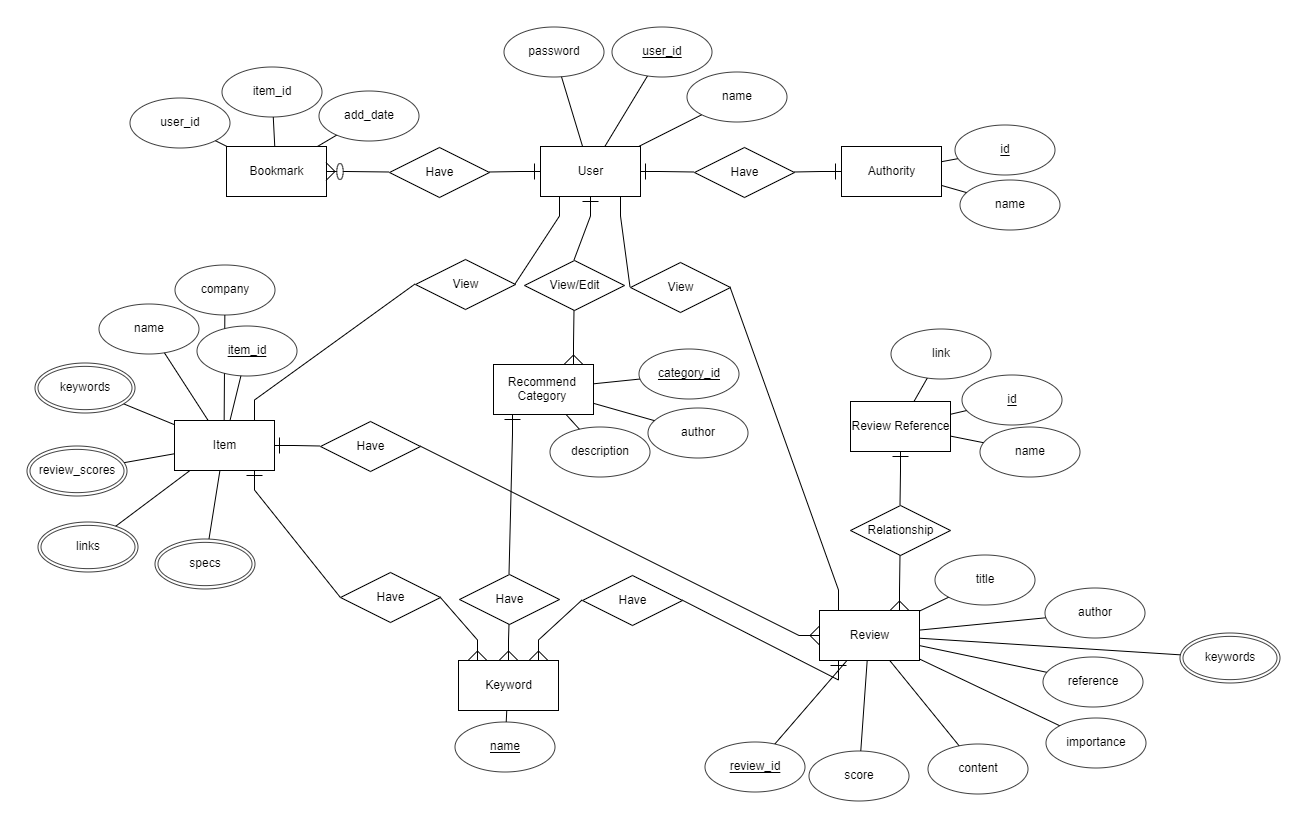 password
user_id
item_id
name
add_date
user_id
id
Bookmark
Have
User
Have
Authority
name
company
View
View/Edit
View
name
item_id
link
keywords
category_id
Recommend
Category
id
Review Reference
author
Item
Have
description
name
review_scores
Relationship
links
specs
title
Have
Have
Have
author
Review
keywords
Keyword
reference
name
importance
review_id
score
content